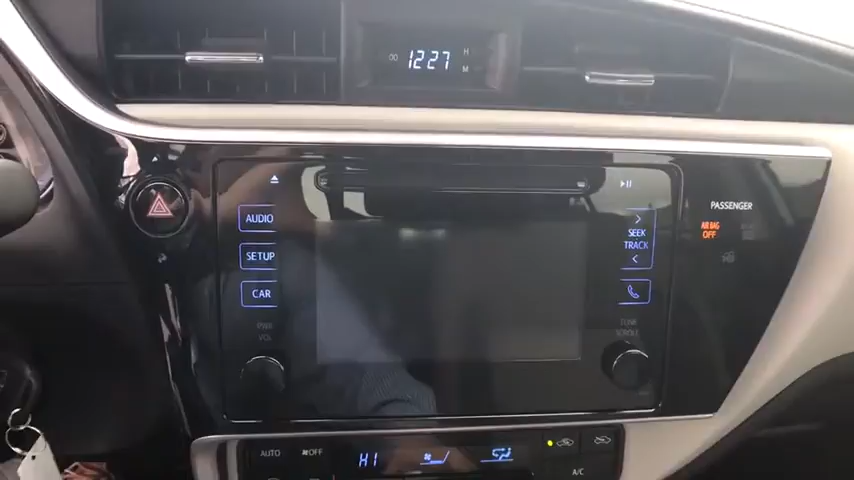 12:27
H
M
AUDIO
SETUP
CAR
PWR
VOL
SEEK
TRACK
TUNE
SCROLL
PASSENGER
AIR BAG
OFF
AUTO
OFF
HI
A/C